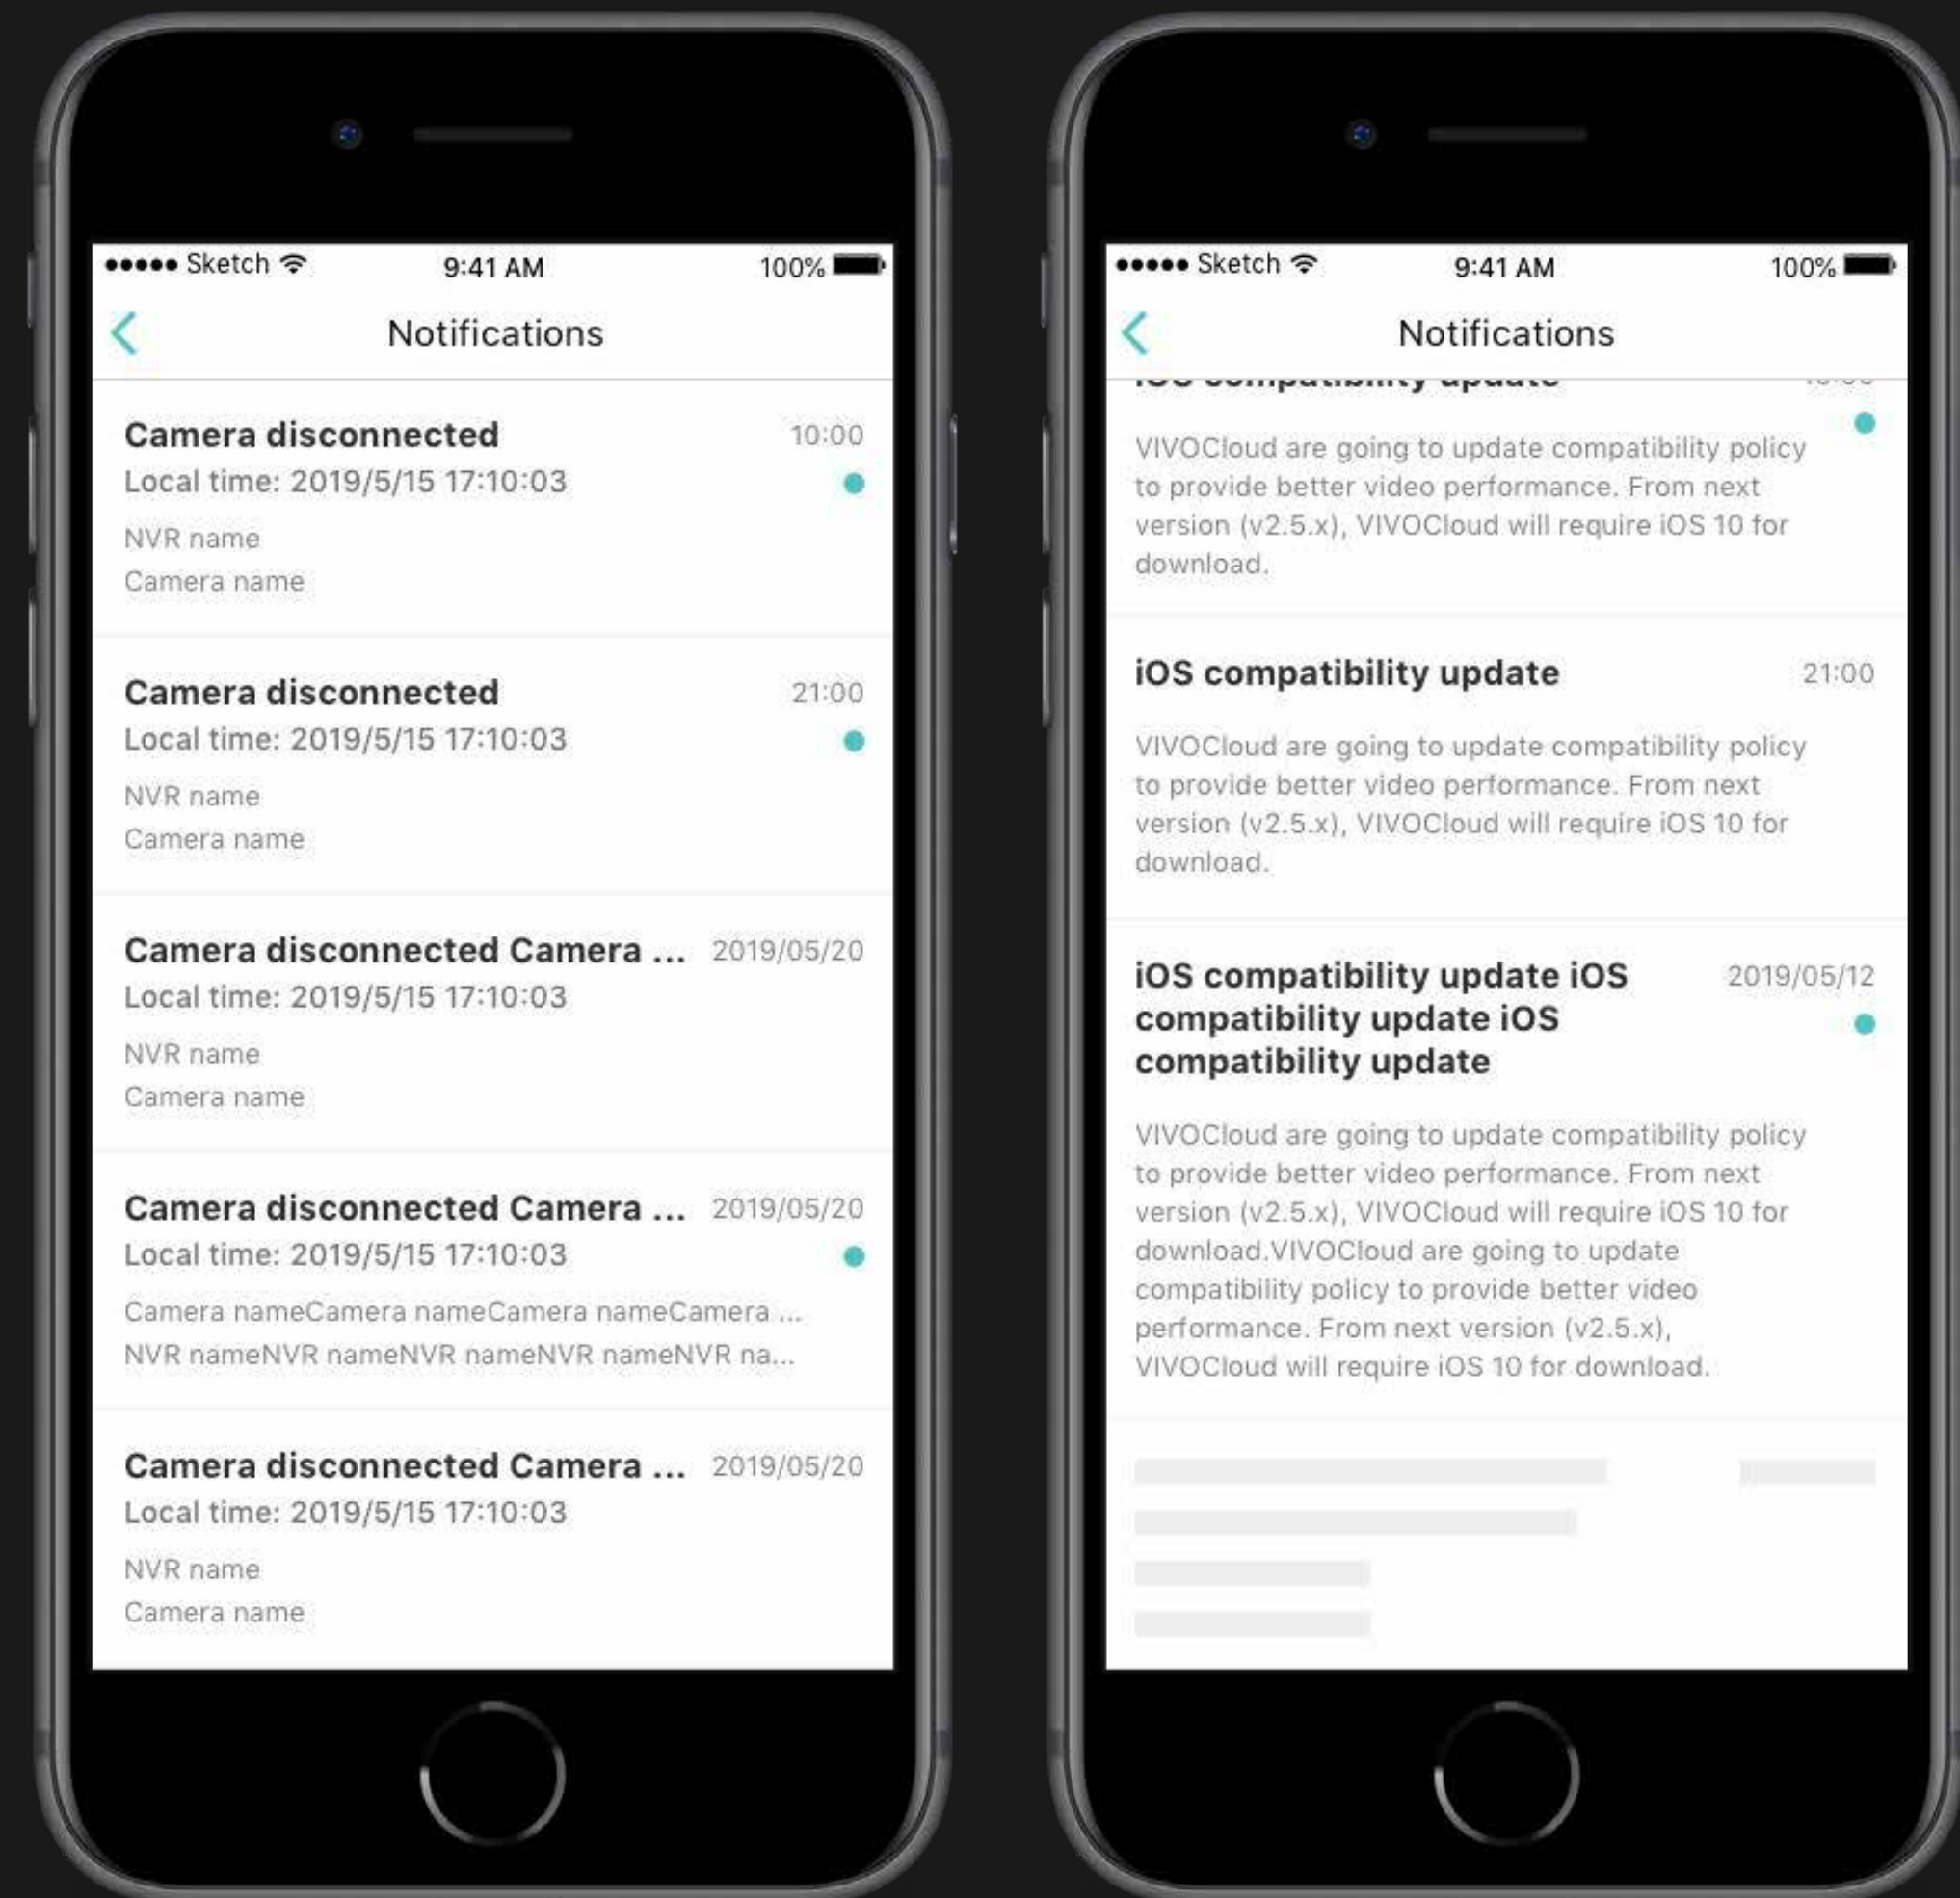 Sketch 9:41 AM 100%
Notifications
Camera disconnected 10:00
Local time: 2019/5/15 17:10:03
NVR name
Camera name
Camera disconnected 21:00
Local time: 2019/5/15 17:10:03
NVR name
Camera name
Camera disconnected Camera ... 2019/05/20
Local time: 2019/5/15 17:10:03
NVR name
Camera name
Camera disconnected Camera ... 2019/05/20
Local time: 2019/5/15 17:10:03
Camera nameCamera nameCamera nameCamera ...
NVR nameNVR nameNVR nameNVR nameNVR na...
Camera disconnected Camera ... 2019/05/20
Local time: 2019/5/15 17:10:03
NVR name
Camera name
Sketch 9:41 AM 100%
Notifications
iOS compatibility update
VIVOCloud are going to update compatibility policy
to provide better video performance. From next
version (v2.5.x), VIVOCloud will require iOS 10 for
download.
iOS compatibility update 21:00
VIVOCloud are going to update compatibility policy
to provide better video performance. From next
version (v2.5.x), VIVOCloud will require iOS 10 for
download.
iOS compatibility update iOS 2019/05/12
compatibility update iOS
compatibility update
VIVOCloud are going to update compatibility policy
to provide better video performance. From next
version (v2.5.x), VIVOCloud will require iOS 10 for
download.VIVOCloud are going to update
compatibility policy to provide better video
performance. From next version (v2.5.x),
VIVOCloud will require iOS 10 for download.